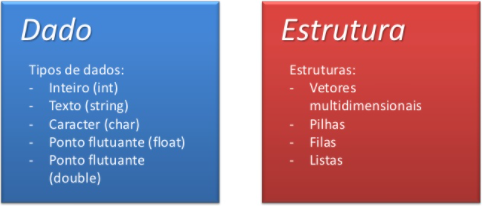 Dado
Tipos de dados:
- Inteiro (int)
- Texto (string)
- Caracter (char)
- Ponto flutuante (float)
- Ponto flutuante
(double)
Estrutura
Estruturas:
- Vetores
multidimensionais
- Pilhas
- Filas
- Listas